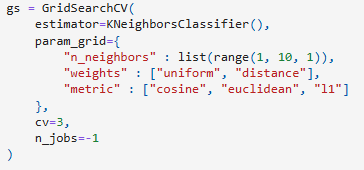 gs = GridSearchCV(
    estimator=KNeighborsClassifier(),
    param_grid={
        "n_neighbors" : list(range(1, 10, 1)),
        "weights" : ["uniform", "distance"],
        "metric" : ["cosine", "euclidean", "l1"]
    },
    cv=3,
    n_jobs=-1
)